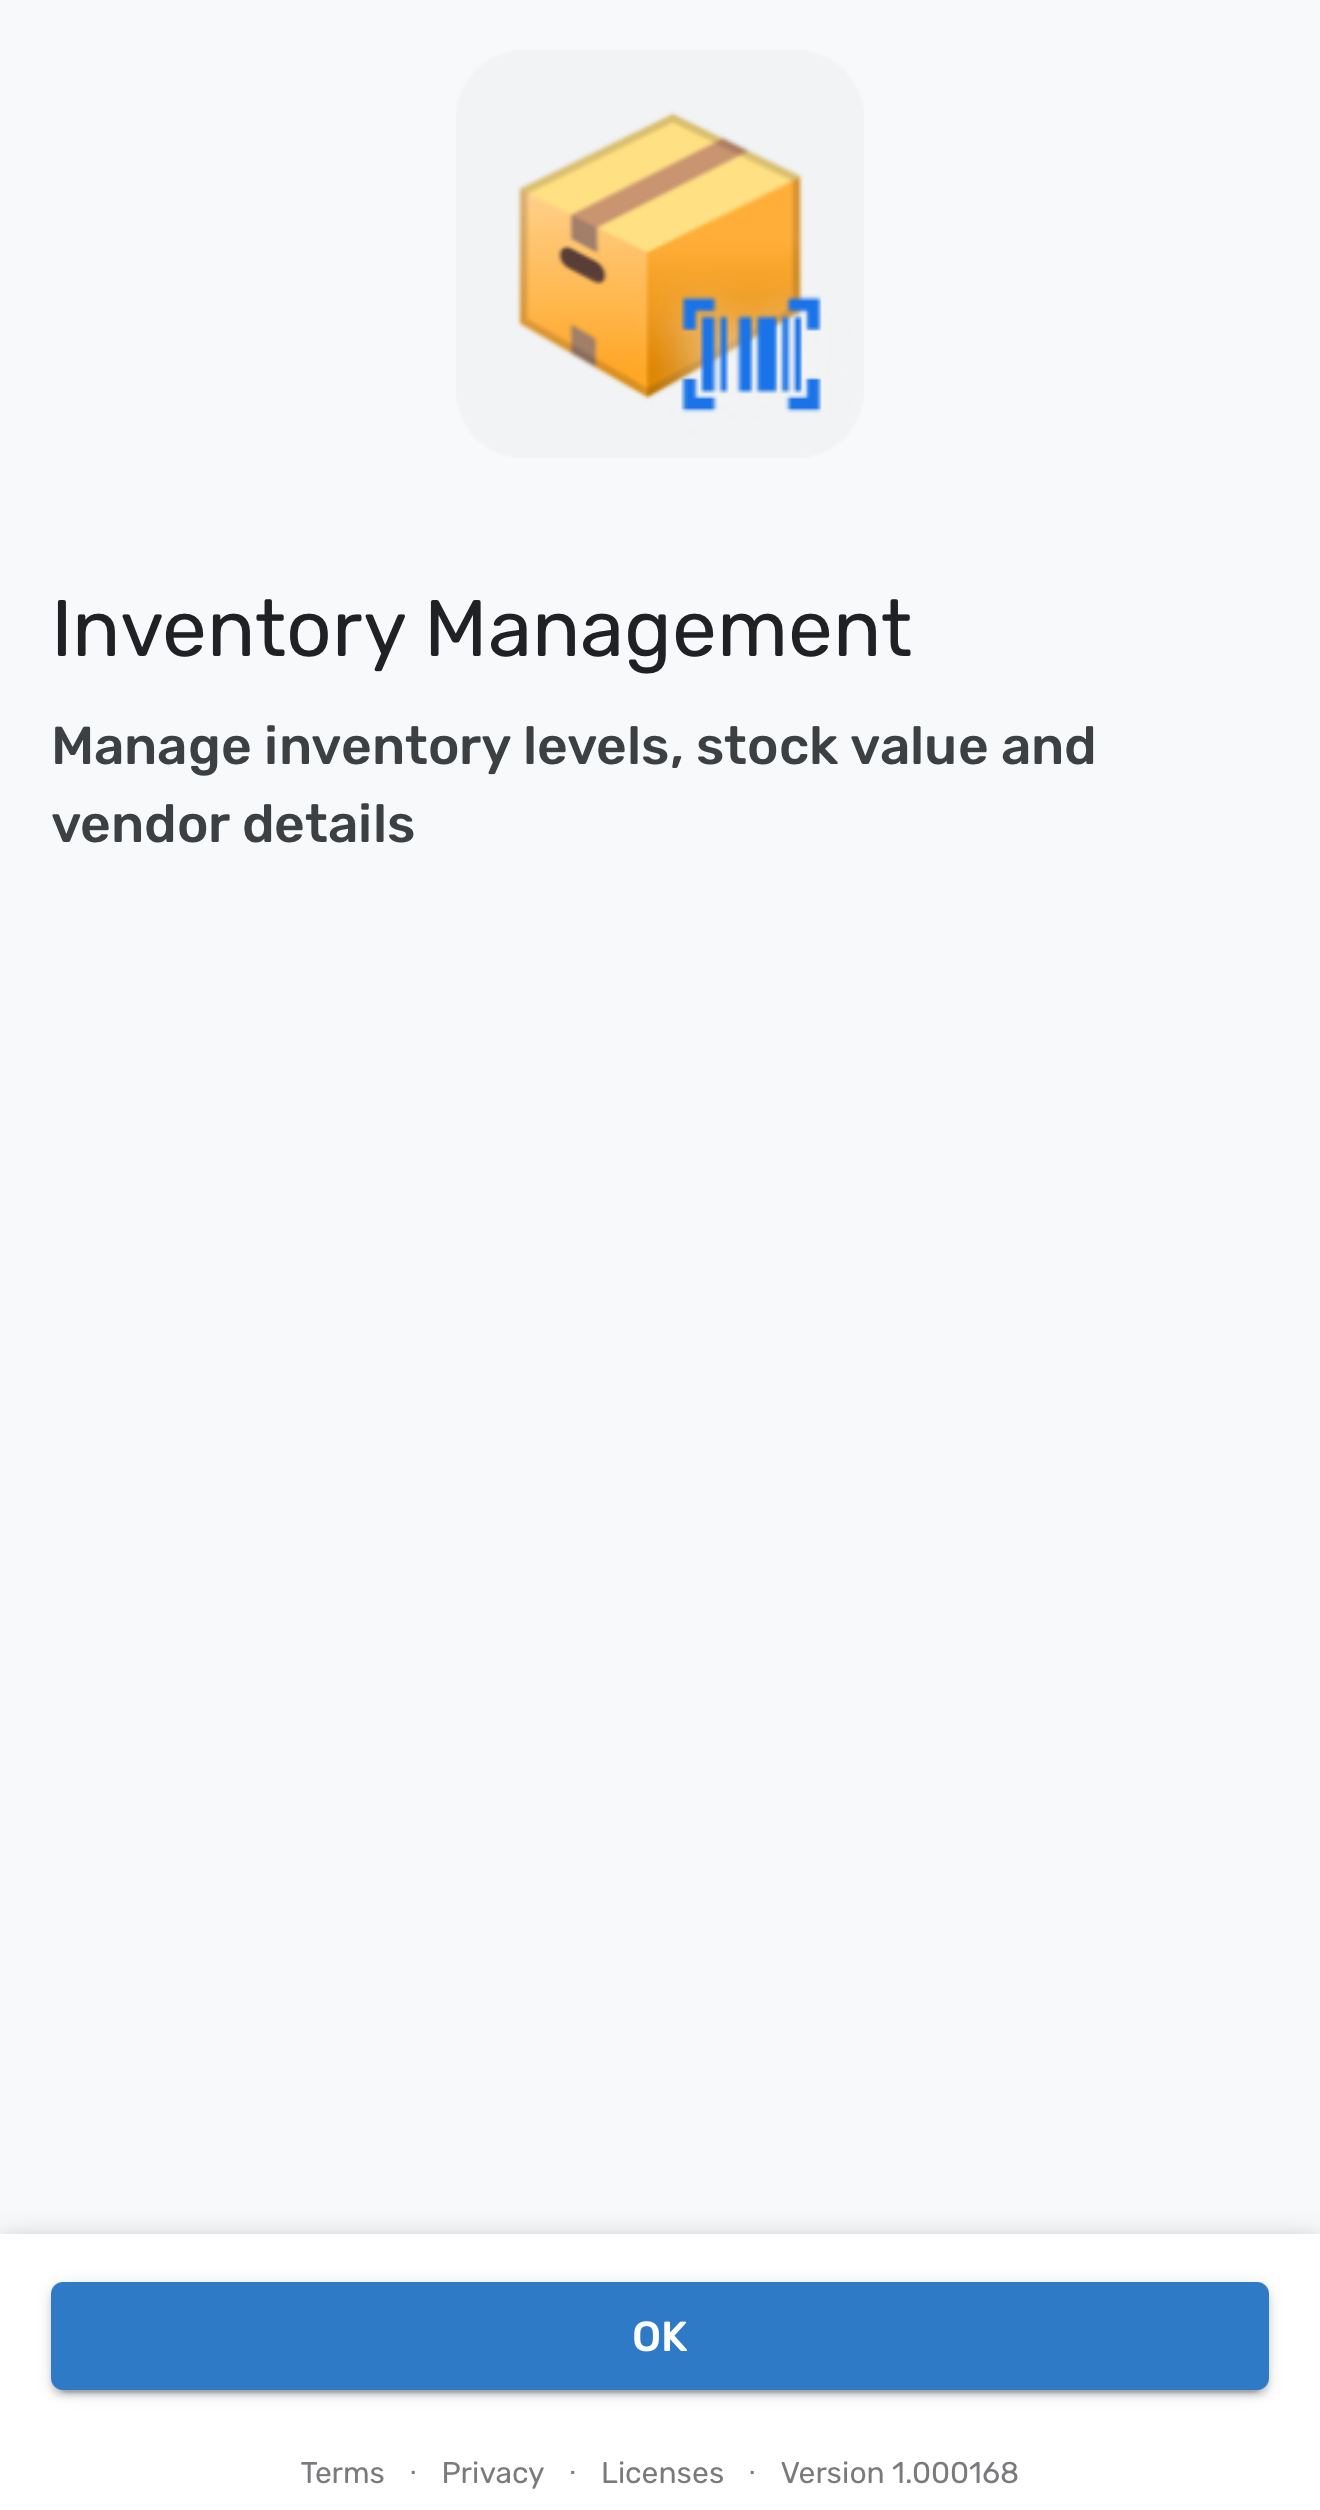 Inventory Management
Manage inventory levels, stock value and
vendor details
OK
Terms · Privacy · Licenses · Version 1.000168